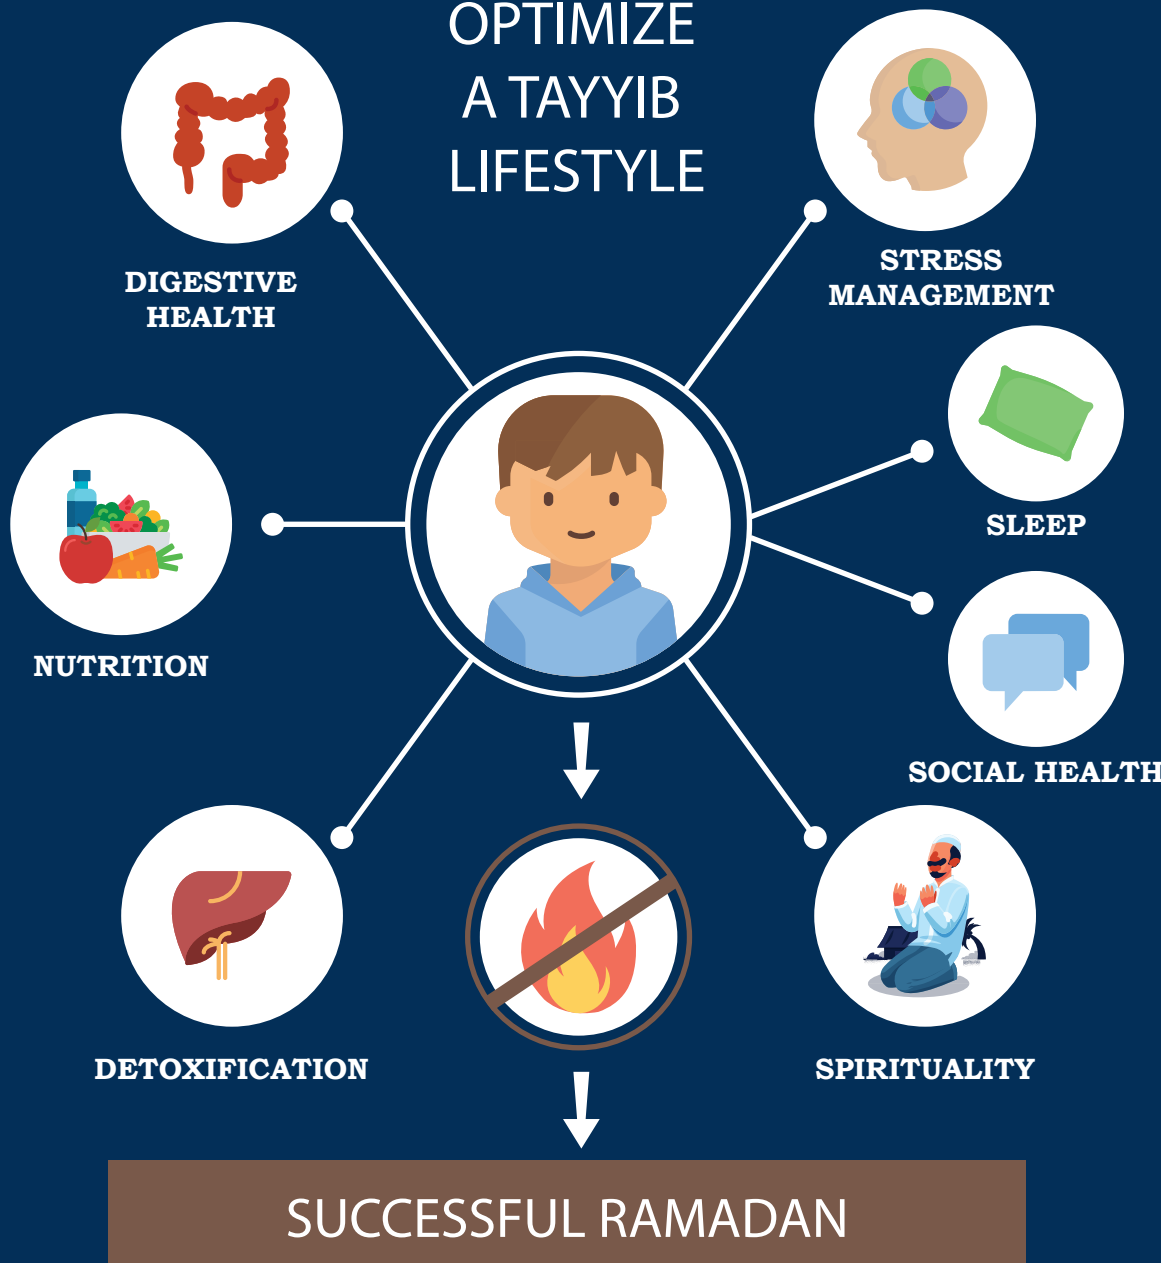 OPTIMIZE
A TAYYIB
LIFESTYLE
DIGESTIVE
HEALTH
STRESS
MANAGEMENT
SLEEP
NUTRITION
SOCIAL HEALTH
DETOXIFICATION
SPIRITUALITY
SUCCESSFUL RAMADAN